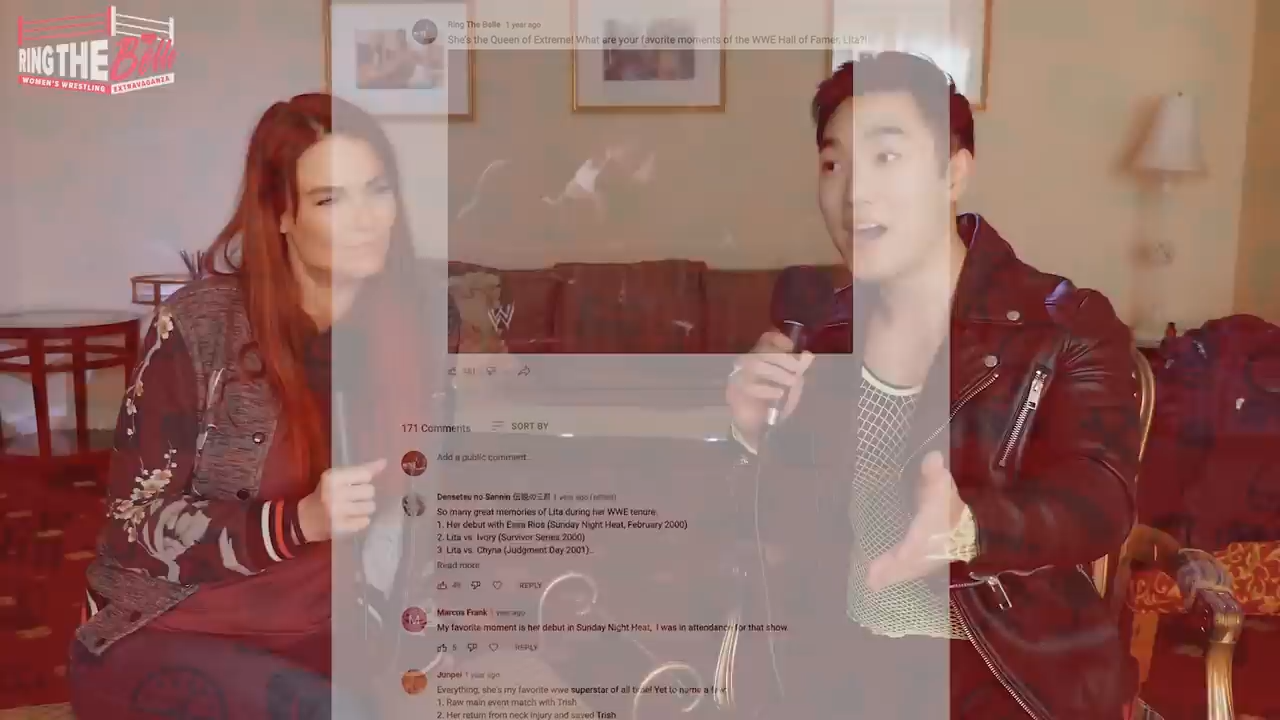 RING THE Belle
WOMEN'S WRESTLING EXTRAVAGANZA
Ring The Belle 1 year ago
She's the Queen of Extreme! What are your favorite moments of the WWE Hall of Famer, Lita?!
W
171 Comments SORT BY
Add a public comment...
Densetsu no Sannin 伝説の三忍 1 year ago (edited)
So many great memories of Lita during her WWE tenure:
1. Her debut with Essa Rios (Sunday Night Heat, February 2000)
2. Lita vs. Ivory (Survivor Series 2000)
3. Lita vs. Chyna (Judgment Day 2001)...
Read more
49 REPLY
M
Marcus Frank 1 year ago
My favorite moment is her debut in Sunday Night Heat, I was in attendance for that show.
5 REPLY
Junpei 1 year ago
Everything, she's my favorite wwe superstar of all time! Yet to name a few:
1. Raw main event match with Trish
2. Her return from neck injury and saved Trish